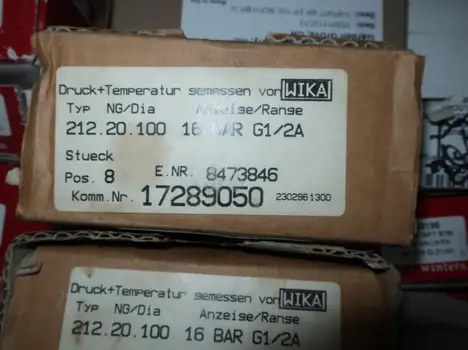 Druck+Temperatur gemessen von WIKA
Typ NG/Dia Anzeige/Range
212.20.100 16 BAR G1/2A
Stueck
Pos. 8 E.NR. 8473846
Komm.Nr. 17289050 2302961300
Druck+Temperatur gemessen von WIKA
Typ NG/Dia Anzeige/Range
212.20.100 16 BAR G1/2A
winters